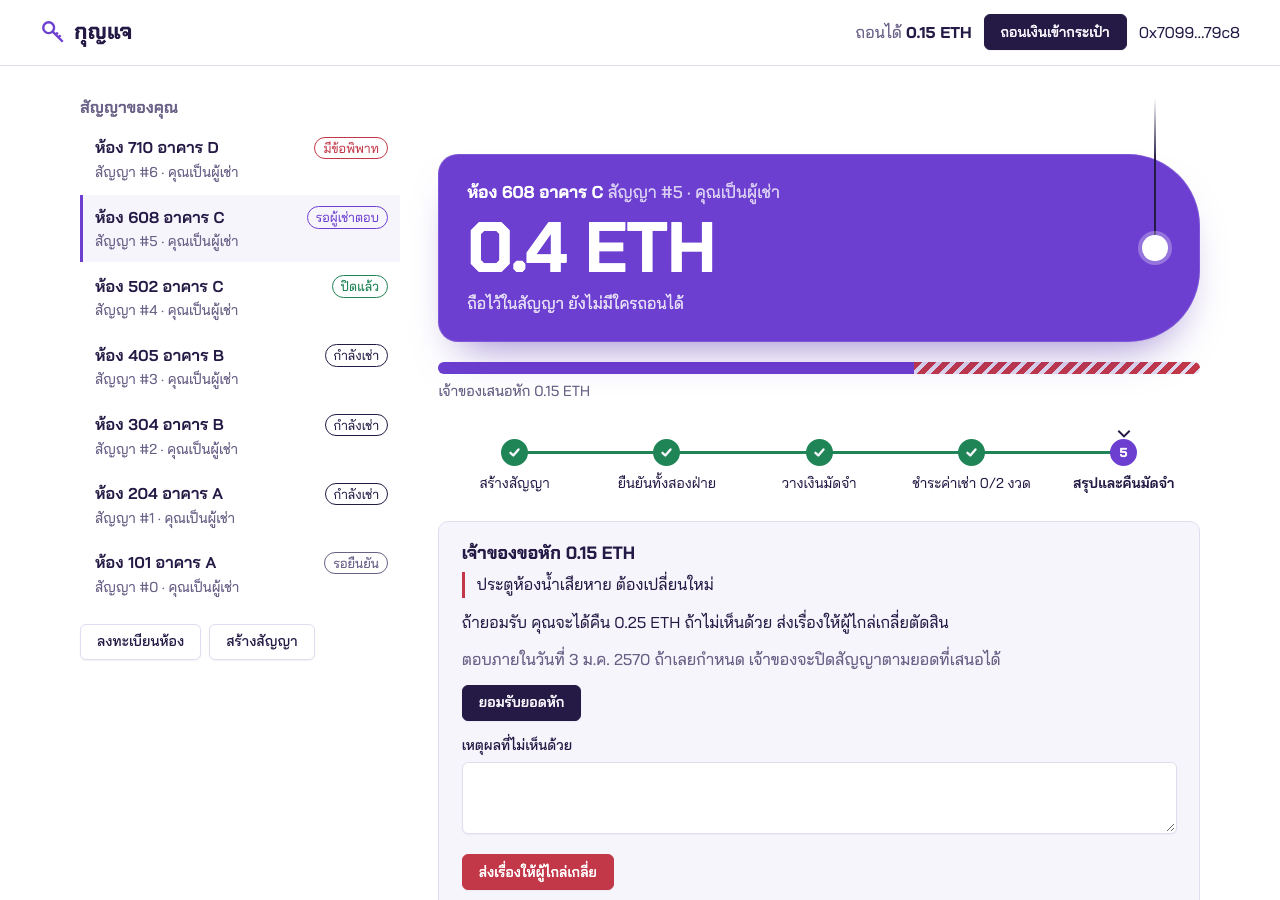 กุญแจ
ถอนได้ 0.15 ETH
ถอนเงินเข้ากระเป๋า
0x7099…79c8
สัญญาของคุณ
ห้อง 710 อาคาร D
มีข้อพิพาท
สัญญา #6 · คุณเป็นผู้เช่า
ห้อง 608 อาคาร C
รอผู้เช่าตอบ
สัญญา #5 · คุณเป็นผู้เช่า
ห้อง 502 อาคาร C
ปิดแล้ว
สัญญา #4 · คุณเป็นผู้เช่า
ห้อง 405 อาคาร B
กำลังเช่า
สัญญา #3 · คุณเป็นผู้เช่า
ห้อง 304 อาคาร B
กำลังเช่า
สัญญา #2 · คุณเป็นผู้เช่า
ห้อง 204 อาคาร A
กำลังเช่า
สัญญา #1 · คุณเป็นผู้เช่า
ห้อง 101 อาคาร A
รอยืนยัน
สัญญา #0 · คุณเป็นผู้เช่า
ลงทะเบียนห้อง
สร้างสัญญา
ห้อง 608 อาคาร C สัญญา #5 · คุณเป็นผู้เช่า
0.4 ETH
ถือไว้ในสัญญา ยังไม่มีใครถอนได้
เจ้าของเสนอหัก 0.15 ETH
5
สร้างสัญญา
ยืนยันทั้งสองฝ่าย
วางเงินมัดจำ
ชำระค่าเช่า 0/2 งวด
สรุปและคืนมัดจำ
เจ้าของขอหัก 0.15 ETH
ประตูห้องน้ำเสียหาย ต้องเปลี่ยนใหม่
ถ้ายอมรับ คุณจะได้คืน 0.25 ETH ถ้าไม่เห็นด้วย ส่งเรื่องให้ผู้ไกล่เกลี่ยตัดสิน
ตอบภายในวันที่ 3 ม.ค. 2570 ถ้าเลยกำหนด เจ้าของจะปิดสัญญาตามยอดที่เสนอได้
ยอมรับยอดหัก
เหตุผลที่ไม่เห็นด้วย
ส่งเรื่องให้ผู้ไกล่เกลี่ย